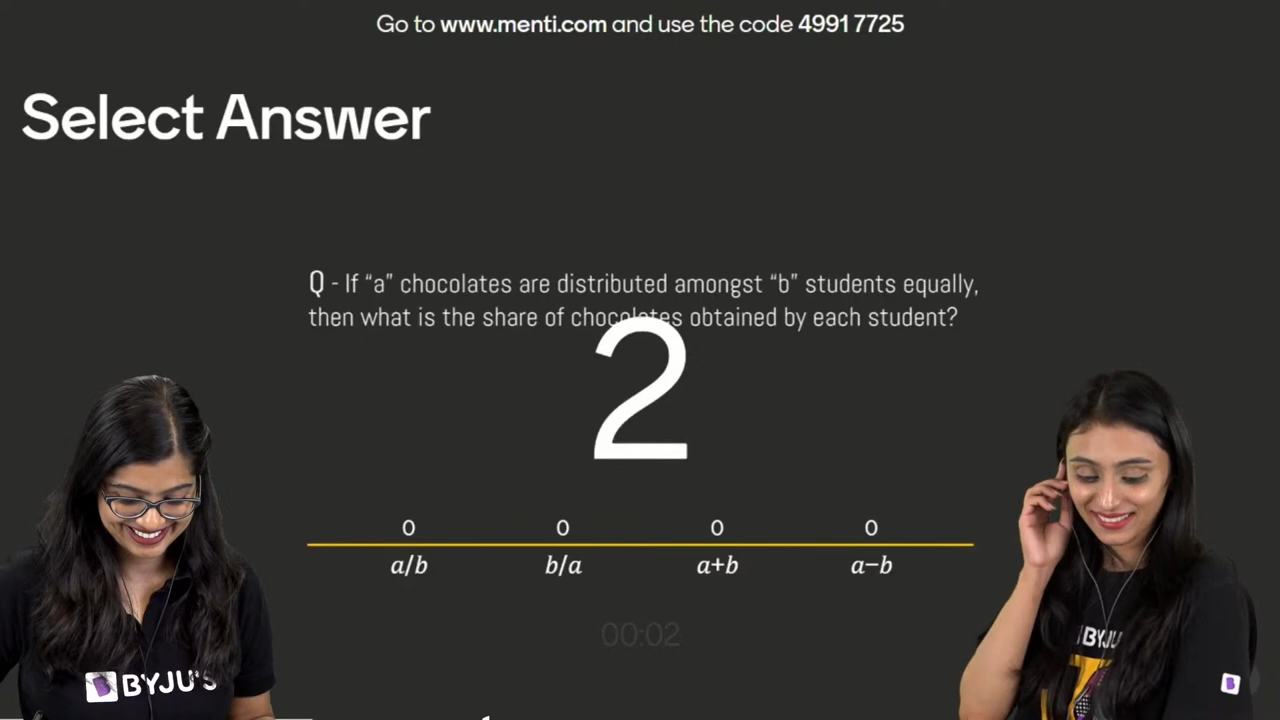 Go to www.menti.com and use the code 4991 7725
Select Answer
Q - If “a” chocolates are distributed amongst “b” students equally,
then what is the share of chocolates obtained by each student?
2
0 0 0 0
a/b b/a a+b a−b
00:02
BYJU'S
BYJU